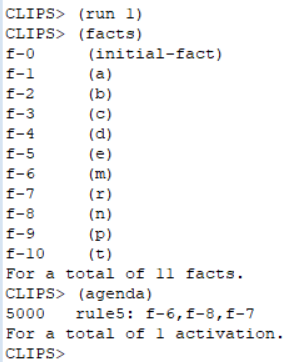 CLIPS> (run 1)
CLIPS> (facts)
f-0 (initial-fact)
f-1 (a)
f-2 (b)
f-3 (c)
f-4 (d)
f-5 (e)
f-6 (m)
f-7 (r)
f-8 (n)
f-9 (p)
f-10 (t)
For a total of 11 facts.
CLIPS> (agenda)
5000 rule5: f-6,f-8,f-7
For a total of 1 activation.
CLIPS>